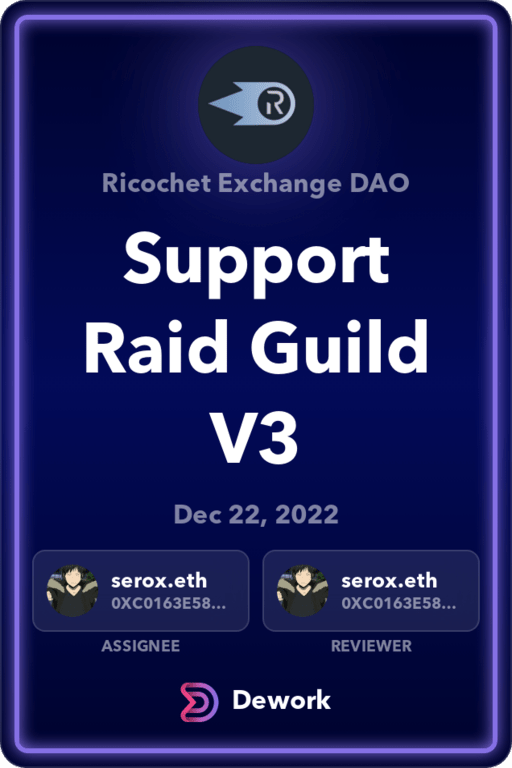 Ricochet Exchange DAO
Support
Raid Guild
V3
Dec 22, 2022
serox.eth
0XC0163E58...
ASSIGNEE
serox.eth
0XC0163E58...
REVIEWER
Dework